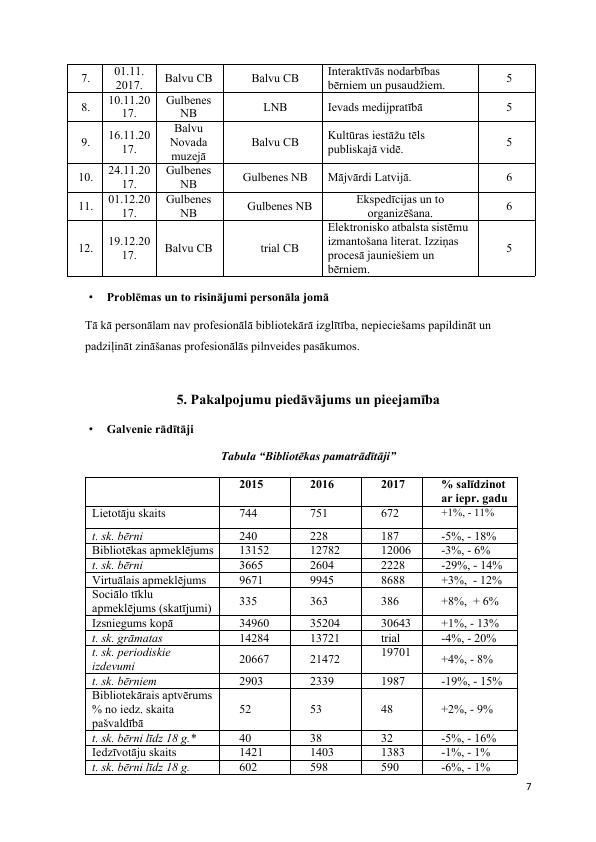 7. 01.11. 2017. Balvu CB Balvu CB Interaktīvās nodarbības
bērniem un pusaudžiem. 5
8. 10.11.20 17. Gulbenes NB LNB Ievads medijpratībā 5
9. 16.11.20 17. Balvu Novada muzejā Balvu CB Kultūras iestāžu tēls
publiskajā vidē. 5
10. 24.11.20 17. Gulbenes NB Gulbenes NB Mājvārdi Latvijā. 6
11. 01.12.20 17. Gulbenes NB Gulbenes NB Ekspedīcijas un to
organizēšana. 6
12. 19.12.20 17. Balvu CB trial CB Elektronisko atbalsta sistēmu
izmantošana literat. Izziņas
procesā jauniešiem un
bērniem. 5
• Problēmas un to risinājumi personāla jomā
Tā kā personālam nav profesionālā bibliotekārā izglītība, nepieciešams papildināt un
padziļināt zināšanas profesionālās pilnveides pasākumos.
5. Pakalpojumu piedāvājums un pieejamība
• Galvenie rādītāji
Tabula “Bibliotēkas pamatrādītāji”
2015 2016 2017 % salīdzinot
ar iepr. gadu
Lietotāju skaits 744 751 672 +1%, - 11%
t. sk. bērni 240 228 187 -5%, - 18%
Bibliotēkas apmeklējums 13152 12782 12006 -3%, - 6%
t. sk. bērni 3665 2604 2228 -29%, - 14%
Virtuālais apmeklējums 9671 9945 8688 +3%, - 12%
Sociālo tīklu
apmeklējums (skatījumi) 335 363 386 +8%, + 6%
Izsniegums kopā 34960 35204 30643 +1%, - 13%
t. sk. grāmatas 14284 13721 trial -4%, - 20%
t. sk. periodiskie
izdevumi 20667 21472 19701 +4%, - 8%
t. sk. bērniem 2903 2339 1987 -19%, - 15%
Bibliotekārais aptvērums
% no iedz. skaita
pašvaldībā 52 53 48 +2%, - 9%
t. sk. bērni līdz 18 g.* 40 38 32 -5%, - 16%
Iedzīvotāju skaits 1421 1403 1383 -1%, - 1%
t. sk. bērni līdz 18 g. 602 598 590 -6%, - 1%
7